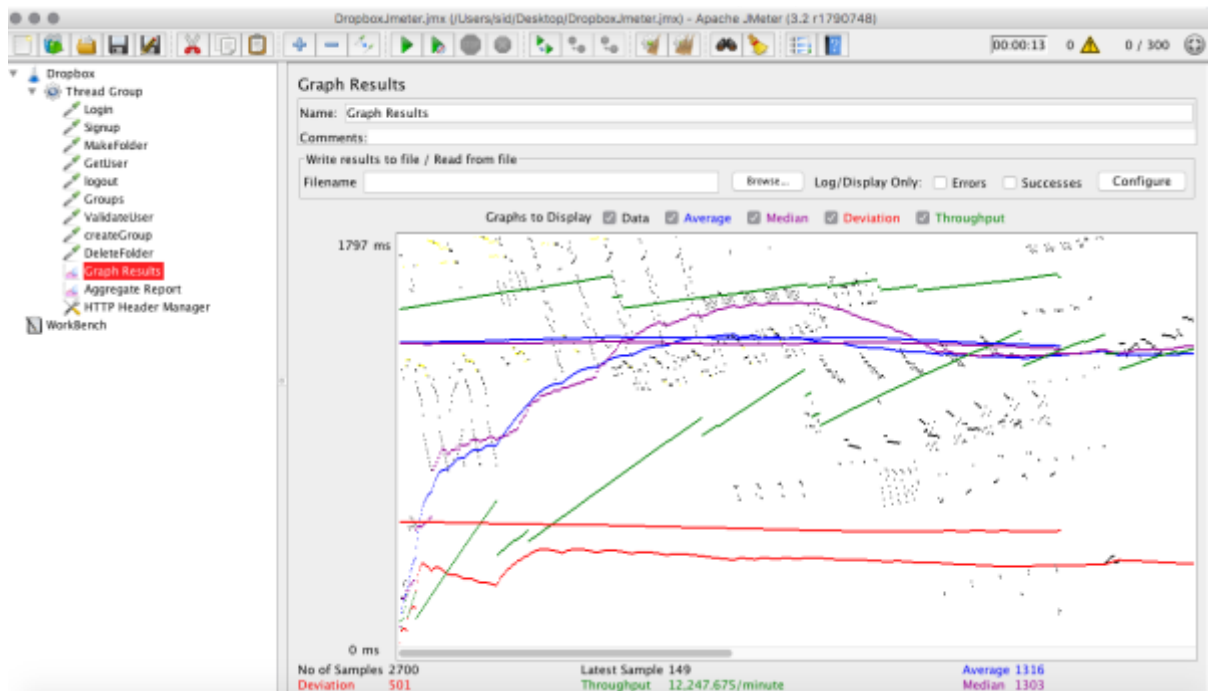 DropboxJmeter.jmx (/Users/sid/Desktop/DropboxJmeter.jmx) - Apache JMeter (3.2 r1790748)
00:00:13 0 0 / 300
Dropbox
Thread Group
Login
Signup
MakeFolder
GetUser
logout
Groups
ValidateUser
createGroup
DeleteFolder
Graph Results
Aggregate Report
HTTP Header Manager
WorkBench
Graph Results
Name: Graph Results
Comments:
Write results to file / Read from file
Filename Browse... Log/Display Only: Errors Successes Configure
Graphs to Display Data Average Median Deviation Throughput
1797 ms
0 ms
No of Samples 2700 Latest Sample 149 Average 1316
Deviation 501 Throughput 12,247.675/minute Median 1303